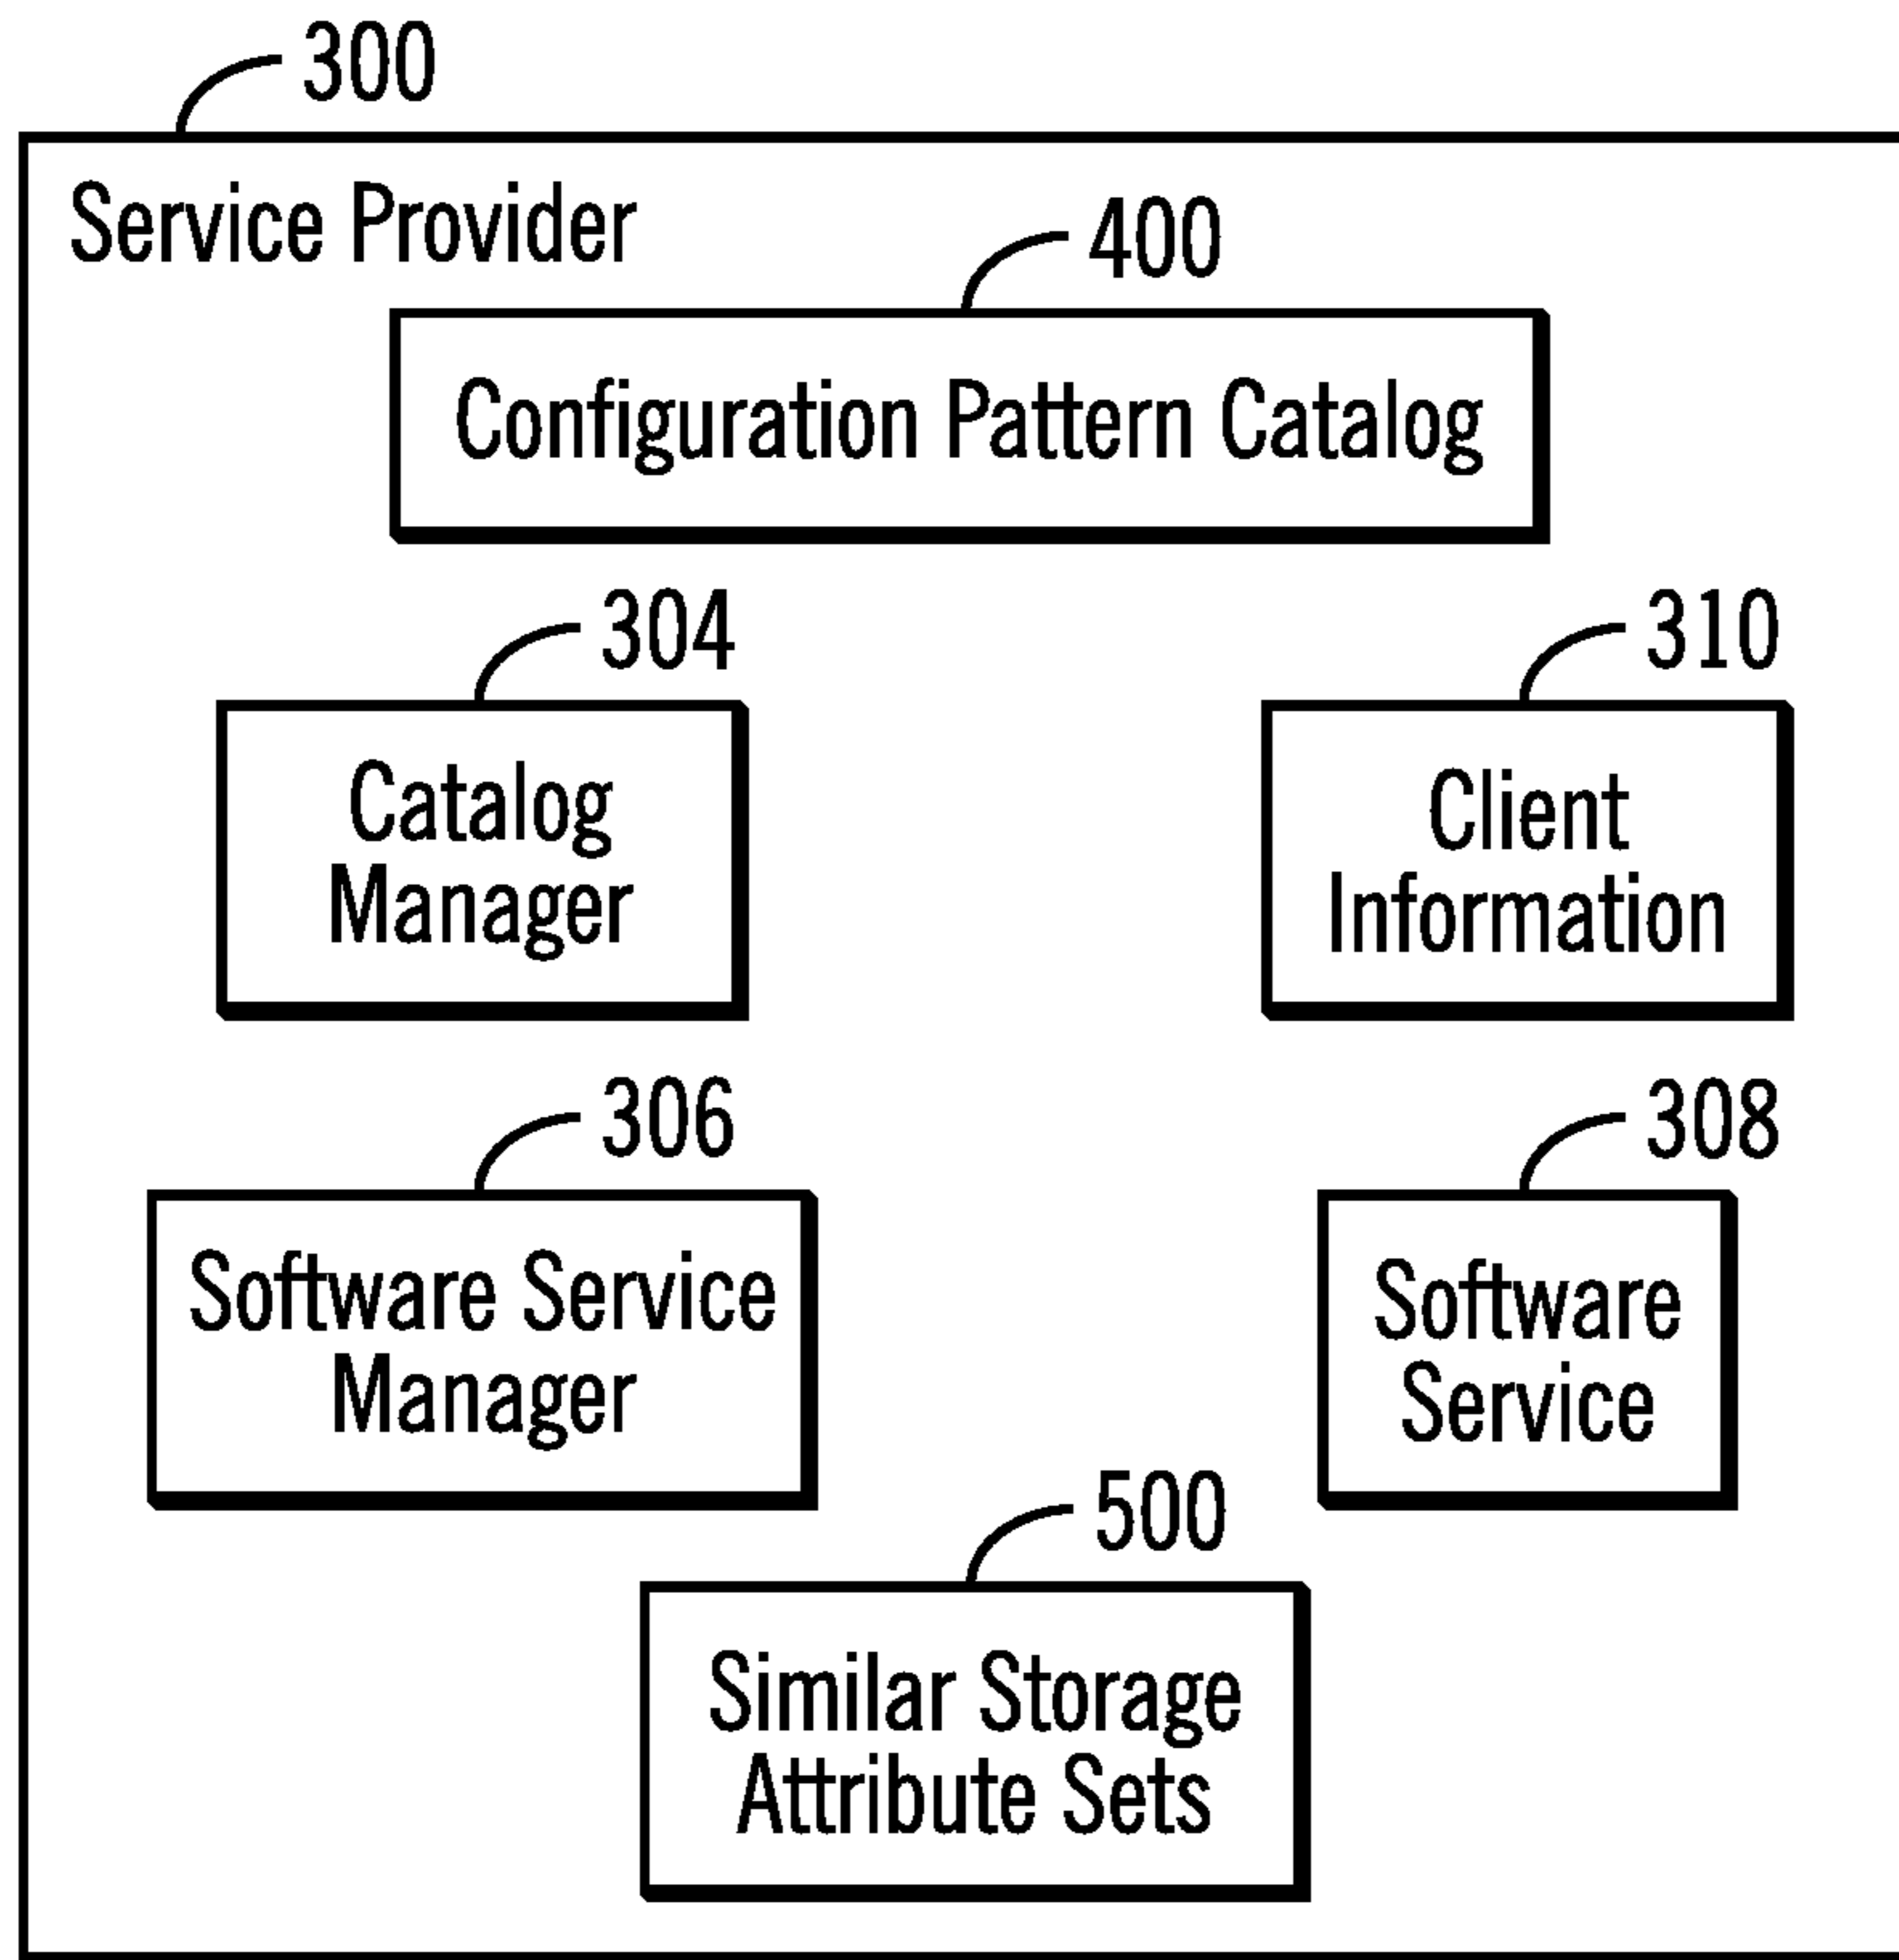 300
Service Provider
400
Configuration Pattern Catalog
304
Catalog
Manager
310
Client
Information
306
Software Service
Manager
308
Software
Service
500
Similar Storage
Attribute Sets